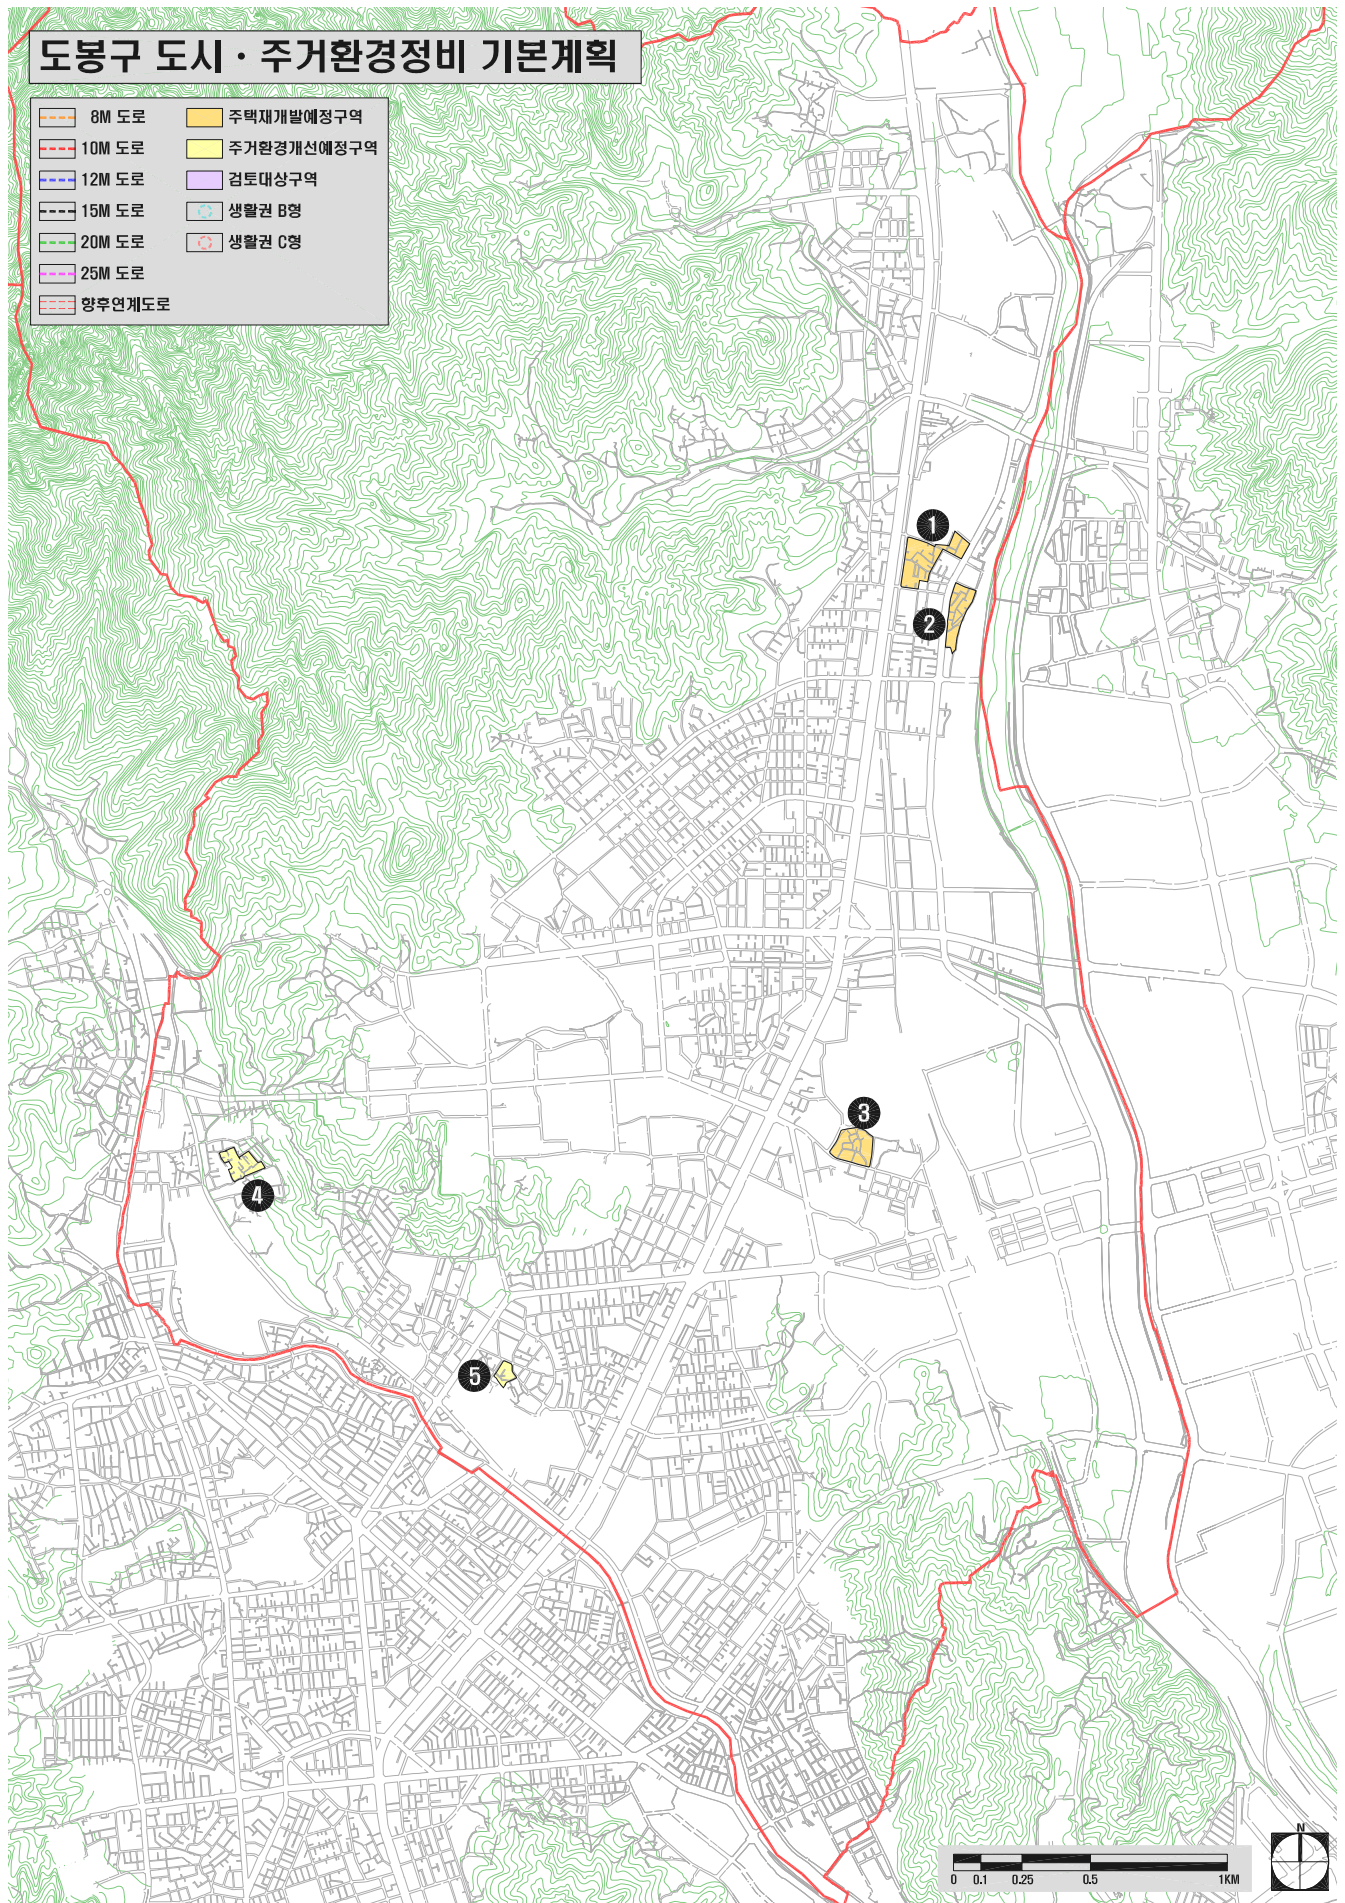 도봉구 도시 · 주거환경정비 기본계획
8M 도로
10M 도로
12M 도로
15M 도로
20M 도로
25M 도로
향후연계도로
주택재개발예정구역
주거환경개선예정구역
검토대상구역
생활권 B형
생활권 C형
1
2
3
4
5
0 0.1 0.25 0.5 1KM
N